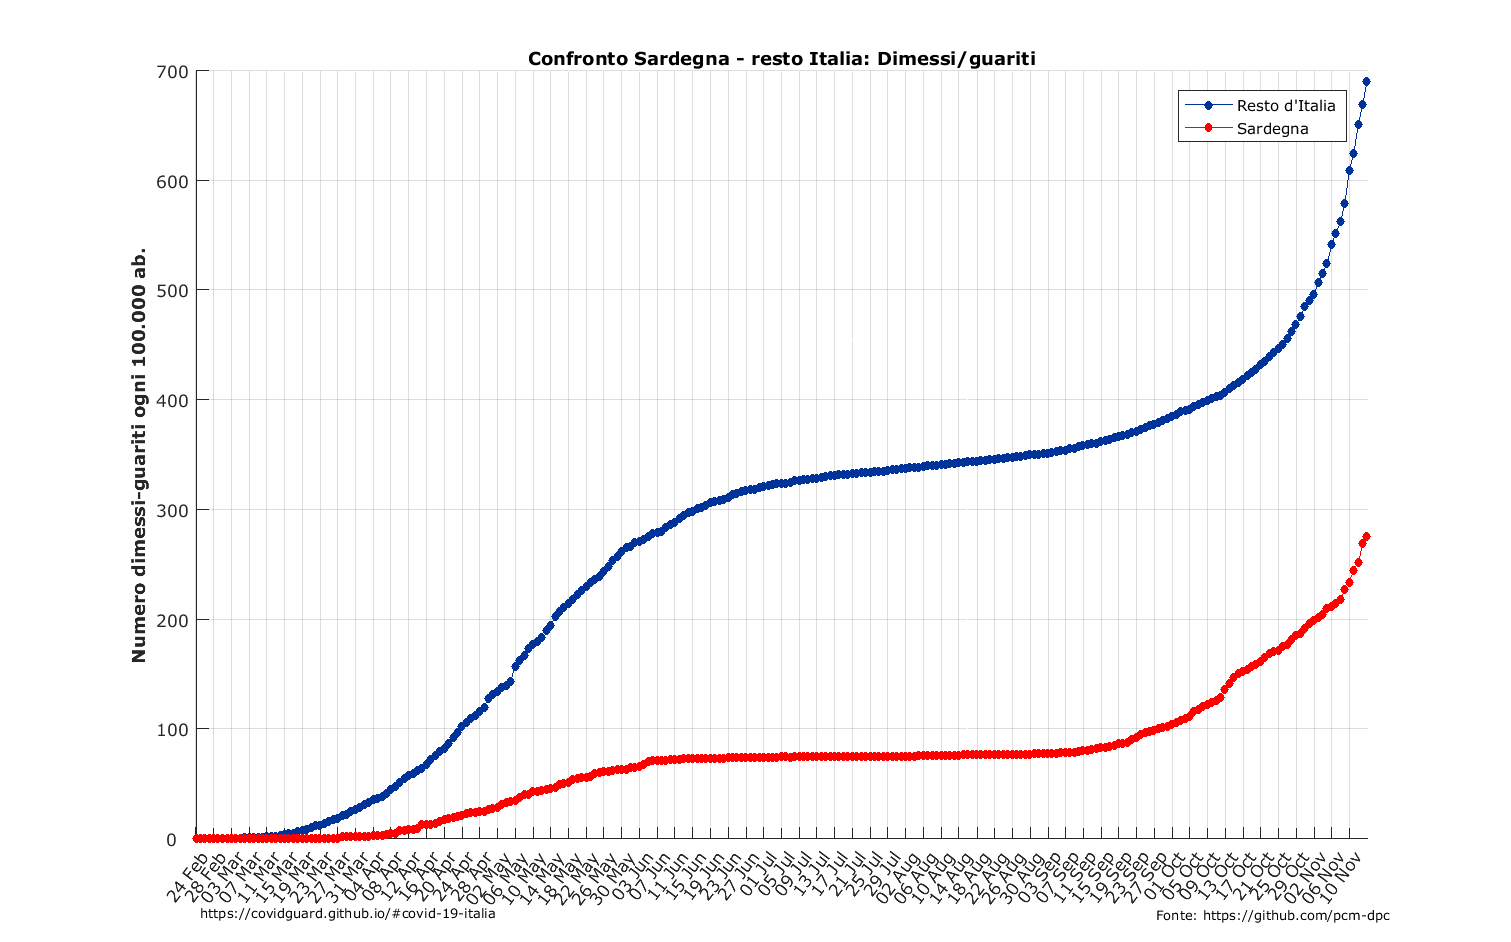 Confronto Sardegna - resto Italia: Dimessi/guariti
Resto d'Italia
Sardegna
Numero dimessi-guariti ogni 100.000 ab.
700
600
500
400
300
200
100
0
24 Feb
28 Feb
03 Mar
07 Mar
11 Mar
15 Mar
19 Mar
23 Mar
27 Mar
31 Mar
04 Apr
08 Apr
12 Apr
16 Apr
20 Apr
24 Apr
28 Apr
02 May
06 May
10 May
14 May
18 May
22 May
26 May
30 May
03 Jun
07 Jun
11 Jun
15 Jun
19 Jun
23 Jun
27 Jun
01 Jul
05 Jul
09 Jul
13 Jul
17 Jul
21 Jul
25 Jul
29 Jul
02 Aug
06 Aug
10 Aug
14 Aug
18 Aug
22 Aug
26 Aug
30 Aug
03 Sep
07 Sep
11 Sep
15 Sep
19 Sep
23 Sep
27 Sep
01 Oct
05 Oct
09 Oct
13 Oct
17 Oct
21 Oct
25 Oct
29 Oct
02 Nov
06 Nov
10 Nov
https://covidguard.github.io/#covid-19-italia
Fonte: https://github.com/pcm-dpc